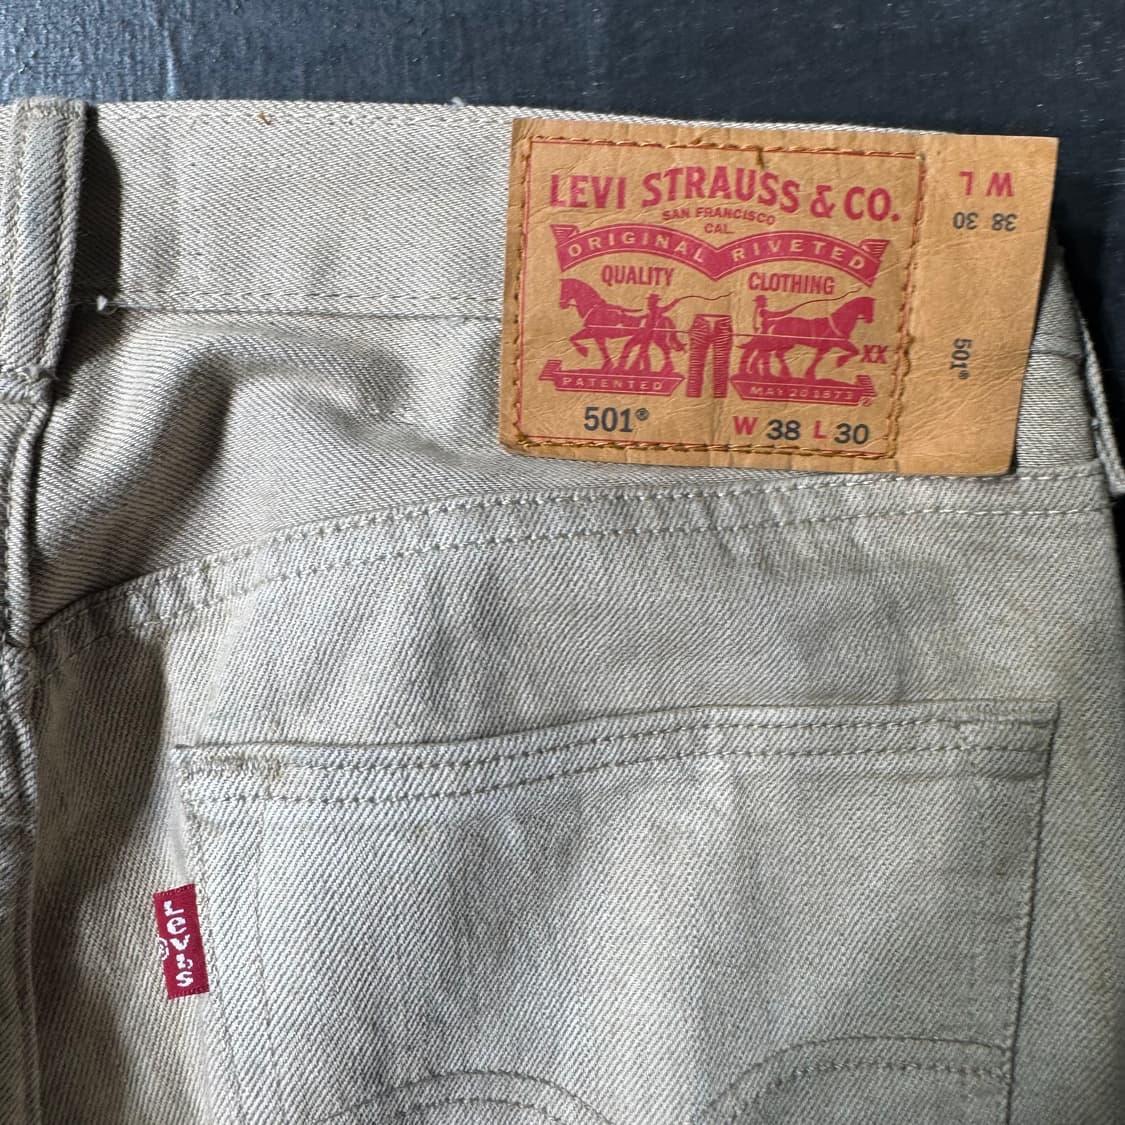 LEVI STRAUSS & CO.
SAN FRANCISCO
CAL.
ORIGINAL RIVETED
QUALITY CLOTHING
XX
PATENTED MAY 20 1873
501® W 38 L 30
W L
38 30
501®
LEVI'S
®